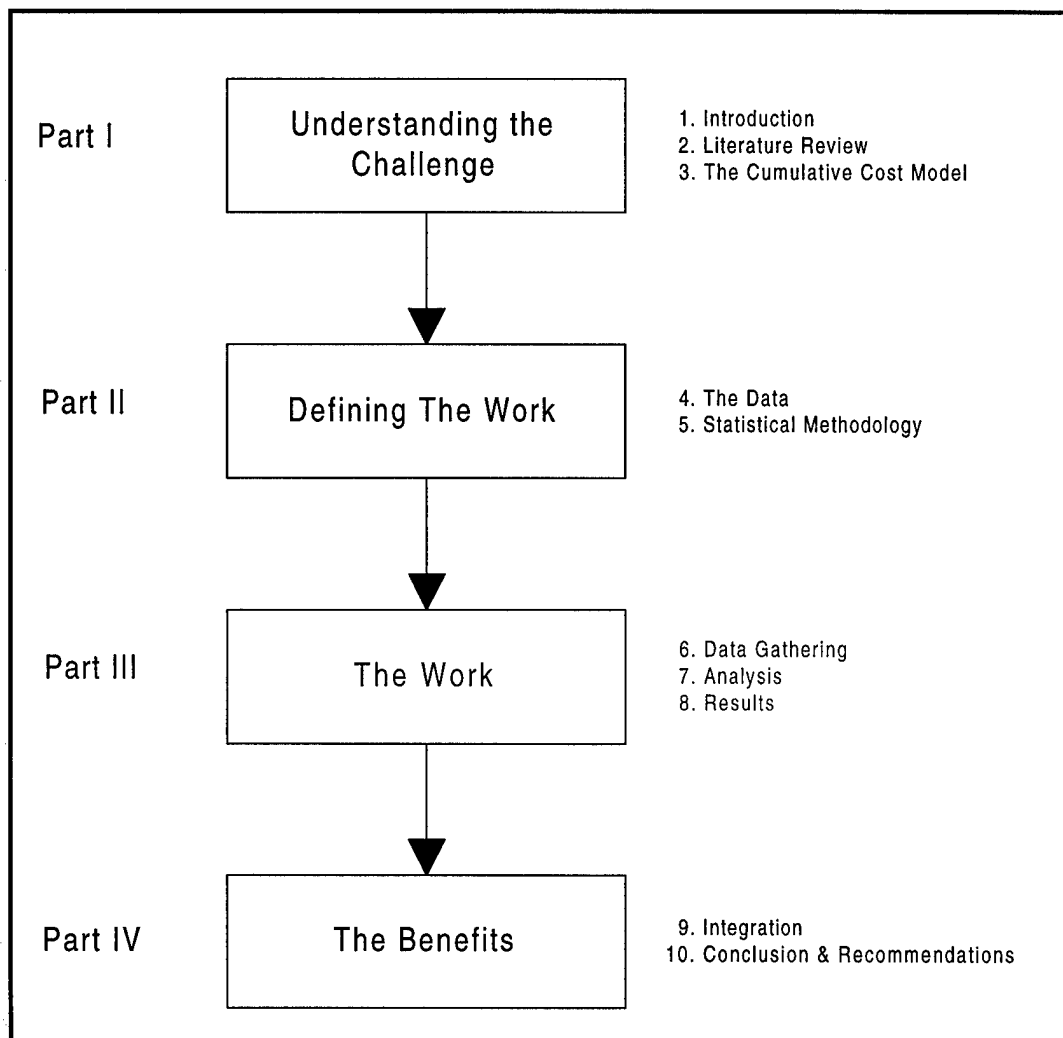 Part I
Understanding the
Challenge
1. Introduction
2. Literature Review
3. The Cumulative Cost Model
Part II
Defining The Work
4. The Data
5. Statistical Methodology
Part III
The Work
6. Data Gathering
7. Analysis
8. Results
Part IV
The Benefits
9. Integration
10. Conclusion & Recommendations